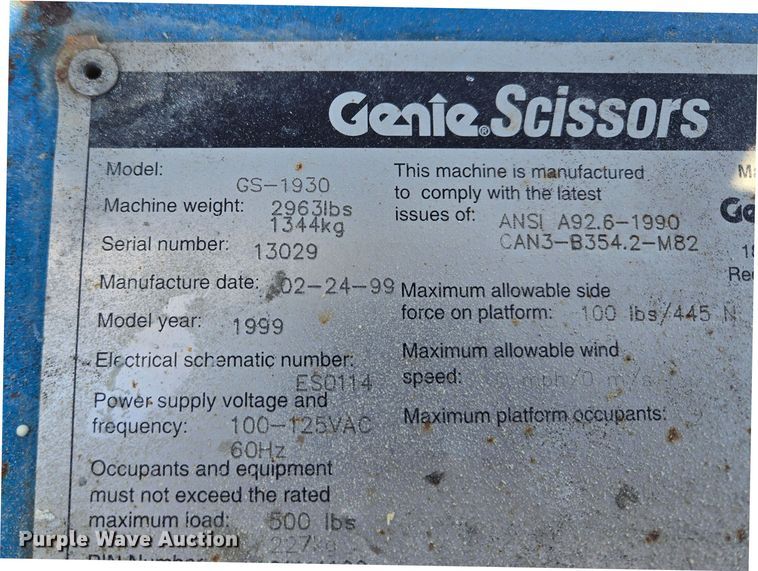 Genie® Scissors
Model:
GS-1930
Machine weight: 2963lbs
1344kg
Serial number: 13029
Manufacture date: 02-24-99
Model year: 1999
Electrical schematic number:
ES0114
Power supply voltage and
frequency: 100-125VAC
60Hz
Occupants and equipment
must not exceed the rated
maximum load: 500 lbs
227kg
This machine is manufactured
to comply with the latest
issues of: ANSI A92.6-1990
CAN3-B354.2-M82
Maximum allowable side
force on platform: 100 lbs/445 N
Maximum allowable wind
speed: mph/0 m/s
Maximum platform occupants:
Purple Wave Auction